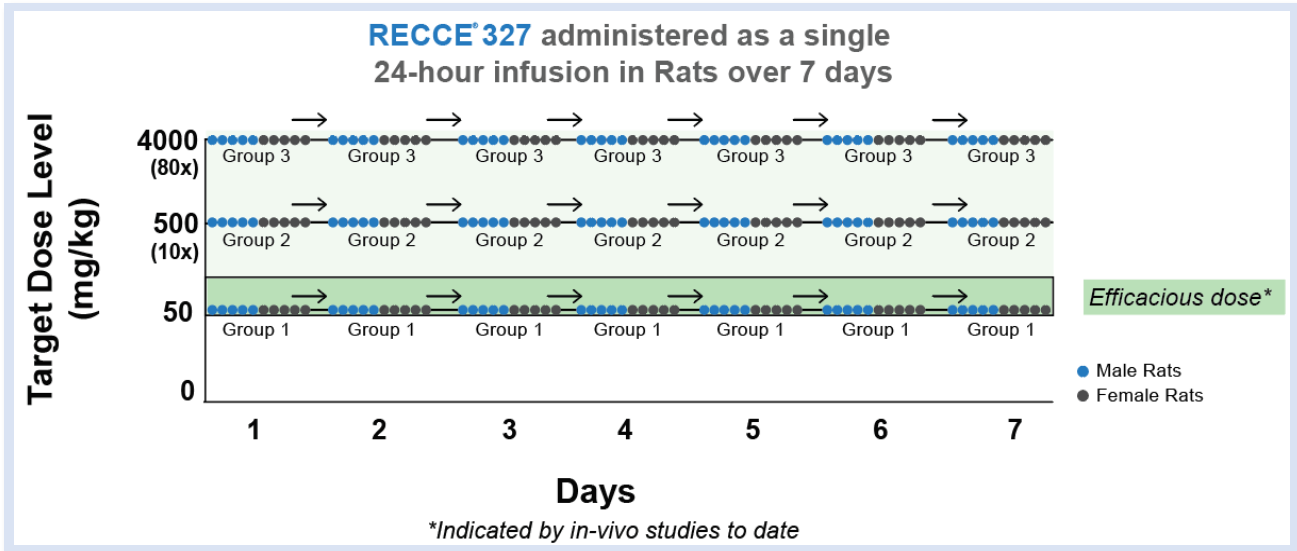 RECCE® 327 administered as a single
24-hour infusion in Rats over 7 days
Target Dose Level
(mg/kg)
4000
(80x)
Group 3 Group 3 Group 3 Group 3 Group 3 Group 3 Group 3
500
(10x)
Group 2 Group 2 Group 2 Group 2 Group 2 Group 2 Group 2
50
Group 1 Group 1 Group 1 Group 1 Group 1 Group 1 Group 1
Efficacious dose*
Male Rats
Female Rats
0
1 2 3 4 5 6 7
Days
*Indicated by in-vivo studies to date